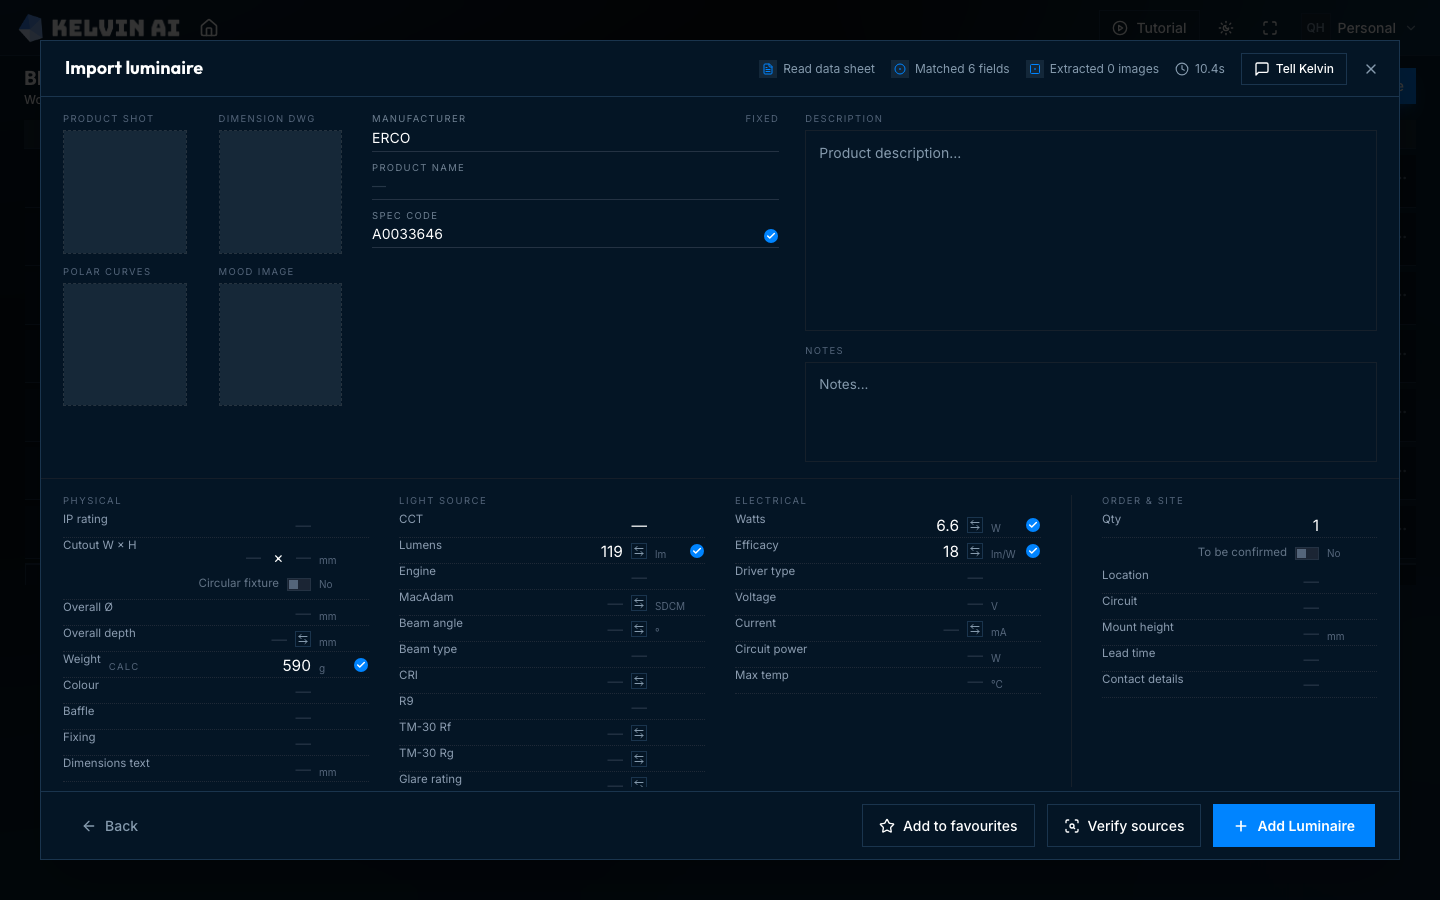 KELVIN AI
Tutorial
QH Personal
Import luminaire
Read data sheet
Matched 6 fields
Extracted 0 images
10.4s
Tell Kelvin
PRODUCT SHOT
DIMENSION DWG
POLAR CURVES
MOOD IMAGE
MANUFACTURER FIXED
ERCO
PRODUCT NAME
—
SPEC CODE
A0033646
DESCRIPTION
Product description...
NOTES
Notes...
PHYSICAL
IP rating —
Cutout W × H — × — mm
Circular fixture No
Overall Ø — mm
Overall depth — mm
Weight CALC 590 g
Colour —
Baffle —
Fixing —
Dimensions text — mm
LIGHT SOURCE
CCT —
Lumens 119 lm
Engine —
MacAdam — SDCM
Beam angle — °
Beam type —
CRI —
R9 —
TM-30 Rf —
TM-30 Rg —
Glare rating —
ELECTRICAL
Watts 6.6 W
Efficacy 18 lm/W
Driver type —
Voltage — V
Current — mA
Circuit power — W
Max temp — °C
ORDER & SITE
Qty 1
To be confirmed No
Location —
Circuit —
Mount height — mm
Lead time —
Contact details —
Back
Add to favourites
Verify sources
Add Luminaire